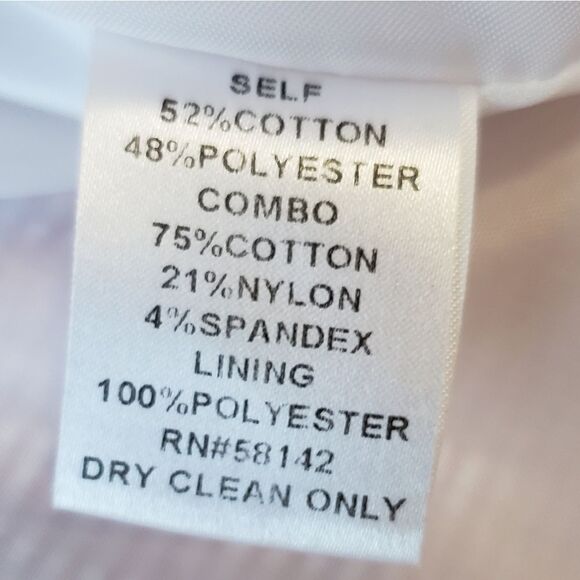 SELF
52%COTTON
48%POLYESTER
COMBO
75%COTTON
21%NYLON
4%SPANDEX
LINING
100%POLYESTER
RN#58142
DRY CLEAN ONLY